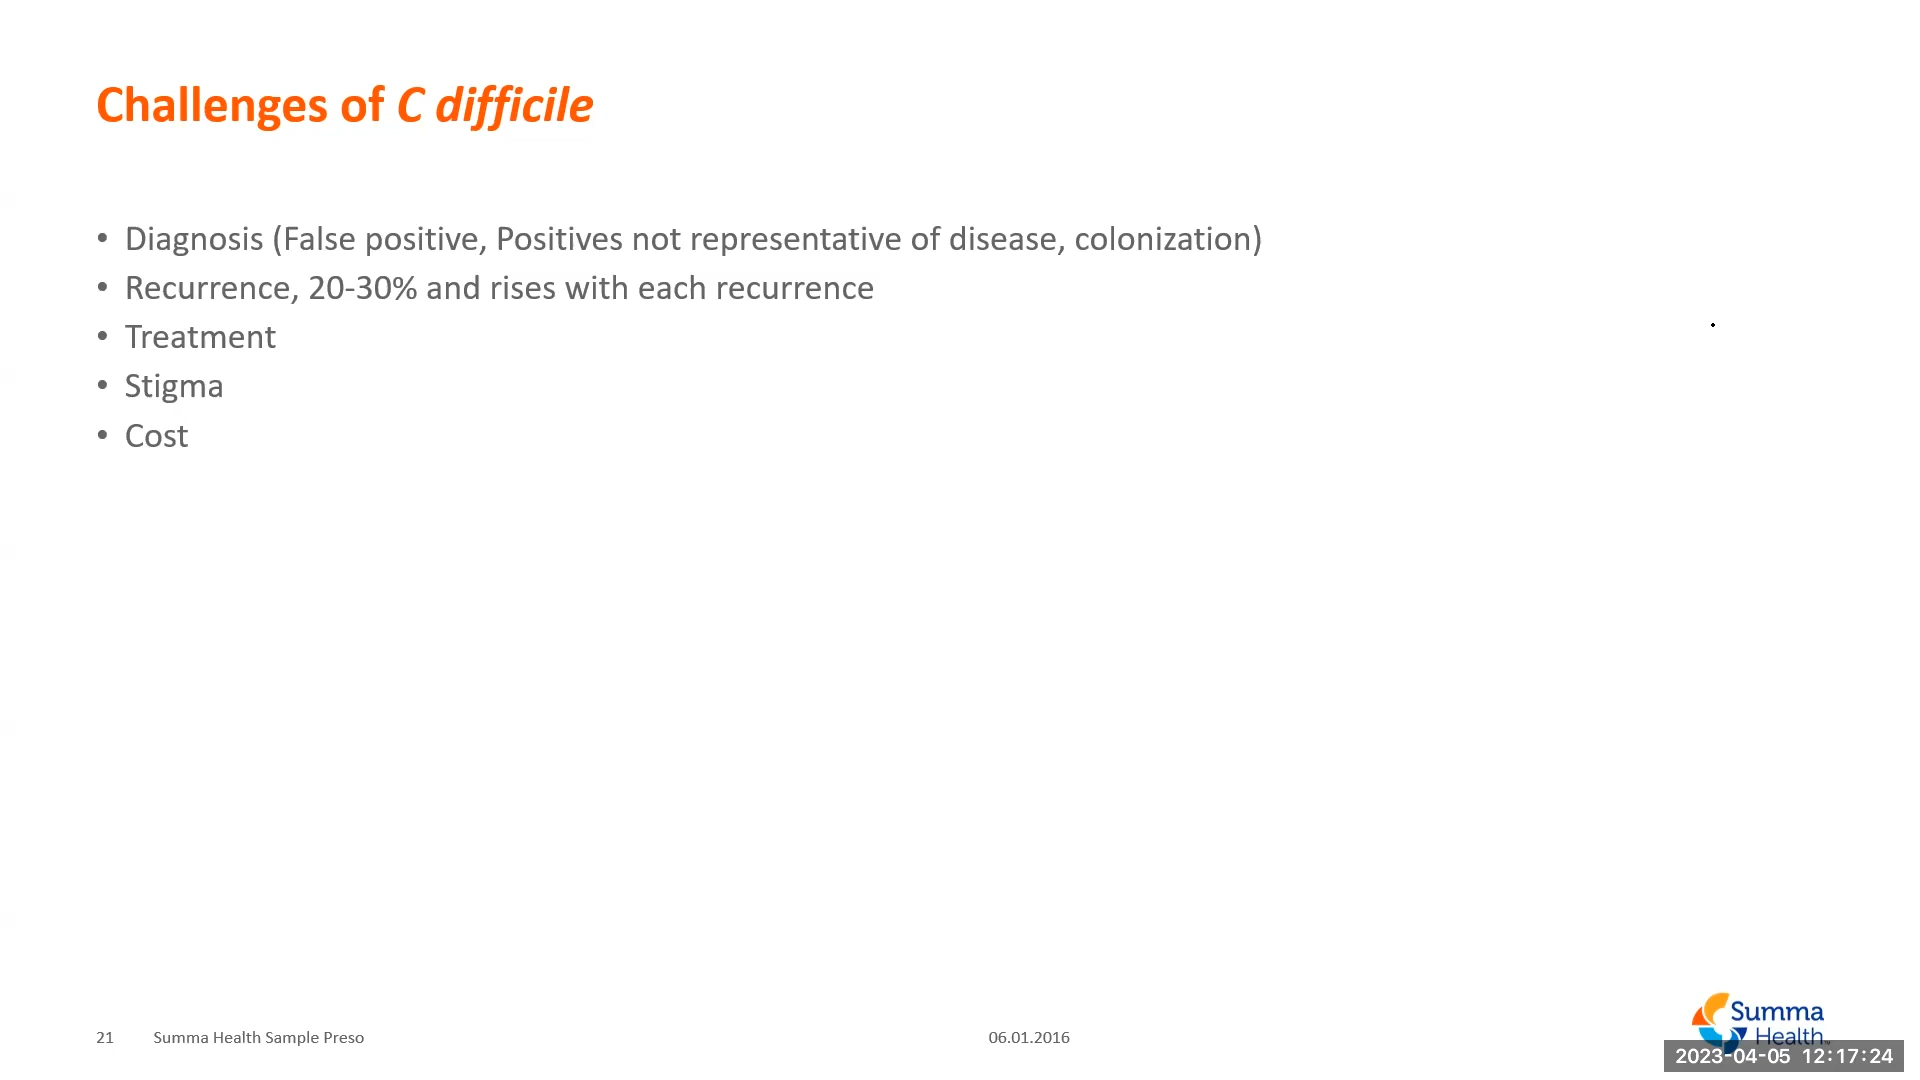 Challenges of C difficile
• Diagnosis (False positive, Positives not representative of disease, colonization)
• Recurrence, 20-30% and rises with each recurrence
• Treatment
• Stigma
• Cost
21 Summa Health Sample Preso 06.01.2016
Summa
Health
2023-04-05 12:17:24